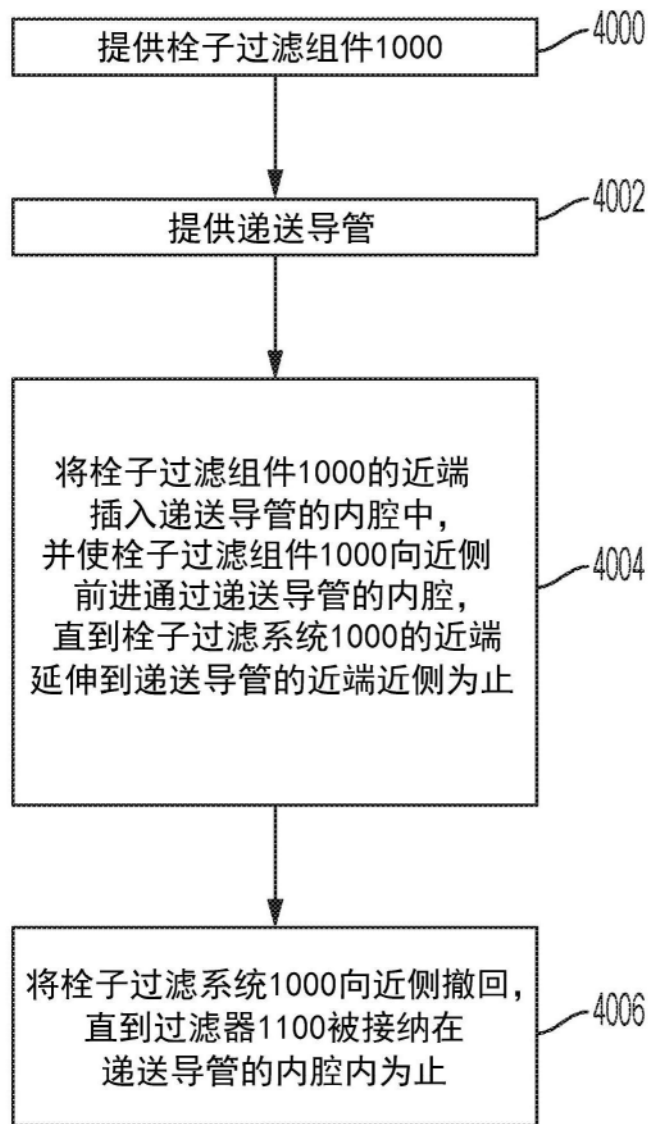 提供栓子过滤组件1000
4000
提供递送导管
4002
将栓子过滤组件1000的近端
插入递送导管的内腔中,
并使栓子过滤组件1000向近侧
前进通过递送导管的内腔,
直到栓子过滤系统1000的近端
延伸到递送导管的近端近侧为止
4004
将栓子过滤系统1000向近侧撤回,
直到过滤器1100被接纳在
递送导管的内腔内为止
4006